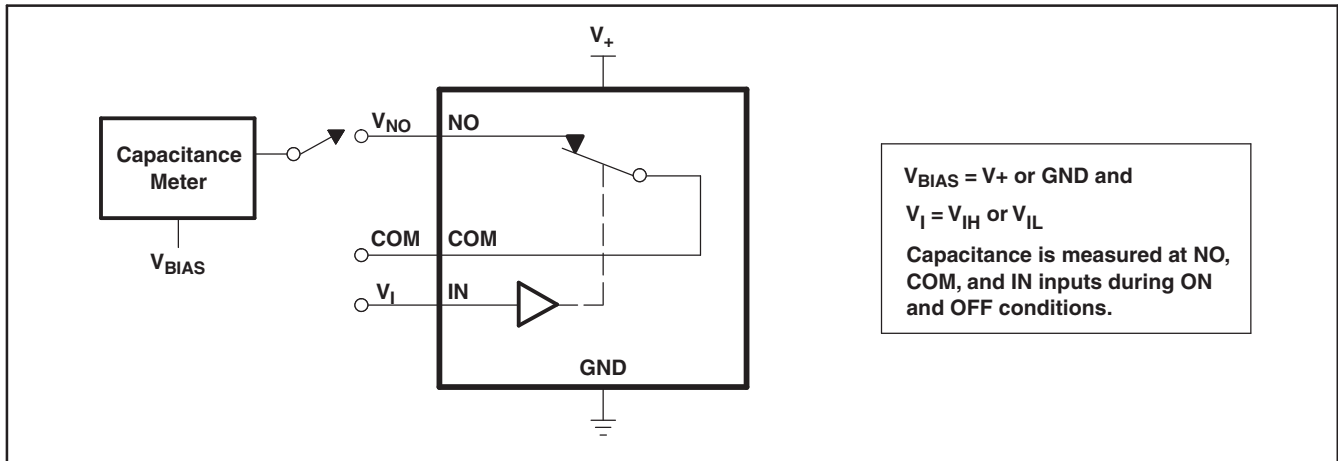 V+
Capacitance
Meter
VBIAS
VNO
NO
COM
COM
VI
IN
GND
VBIAS = V+ or GND and
VI = VIH or VIL
Capacitance is measured at NO,
COM, and IN inputs during ON
and OFF conditions.